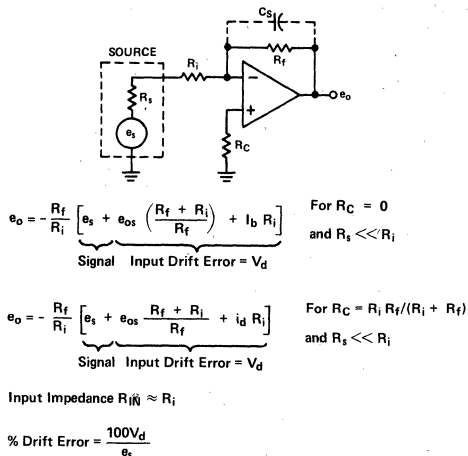 Cs
SOURCE
Ri
Rf
Rs
es
−
+
eo
RC
eo = - Rf/Ri [es + eos (Rf + Ri / Rf) + Ib Ri]
For RC = 0
and Rs << Ri
Signal Input Drift Error = Vd
eo = - Rf/Ri [es + eos Rf + Ri / Rf + id Ri]
For RC = Ri Rf/(Ri + Rf)
and Rs << Ri
Signal Input Drift Error = Vd
Input Impedance RIN ≈ Ri
% Drift Error = 100Vd / es